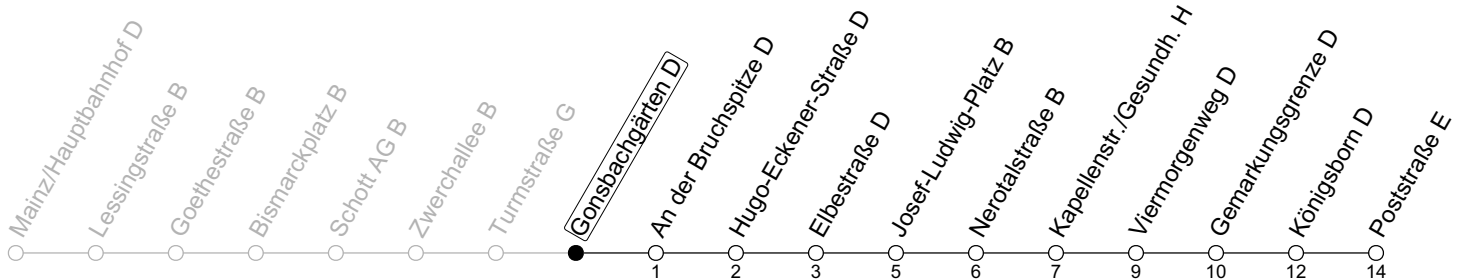 Mainz/Hauptbahnhof D
Lessingstraße B
Goethestraße B
Bismarckplatz B
Schott AG B
Zwerchallee B
Turmstraße G
Gonsbachgärten D
An der Bruchspitze D
Hugo-Eckener-Straße D
Elbestraße D
Josef-Ludwig-Platz B
Nerotalstraße B
Kapellenstr./Gesundh. H
Viermorgenweg D
Gemarkungsgrenze D
Königsborn D
Poststraße E
1 2 3 5 6 7 9 10 12 14